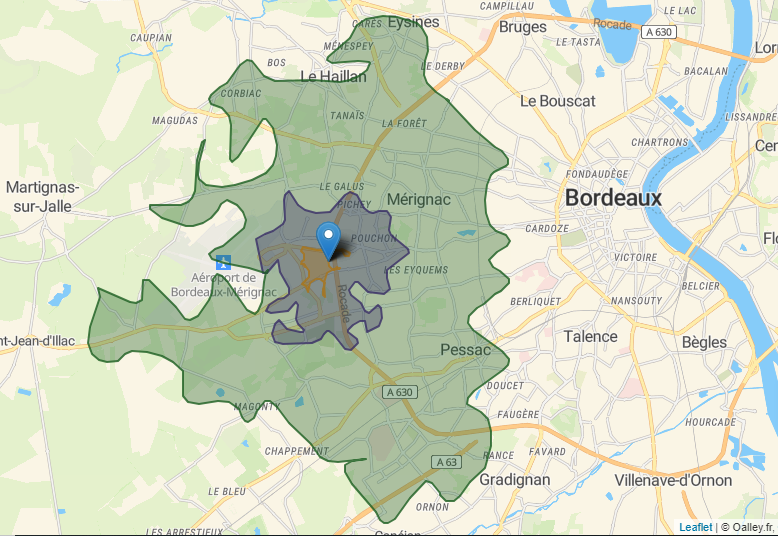 CAMPILLAU
LE LAC
Eysines
CARES
Bruges
Rocade
A 630
CAUPIAN
MÉNESPEY
LE TASTA
Lor
BOS
LE DERBY
Le Haillan
BACALAN
CORBIAC
Le Bouscat
TANAÏS
LISSANDRE
MAGUDAS
LA FORÊT
CHARTRONS
Cen
FONDAUDÈGE
Martignas-
sur-Jalle
LE GALUS
PICHEY
Mérignac
Bordeaux
CARDOZE
POUCHON
Flo
VICTOIRE
LES EYQUEMS
Aéroport de
Bordeaux-Mérignac
BELCIER
BERLIQUET
NANSOUTY
Rocade
nt-Jean-d'Illac
Talence
Bègles
Pessac
DOUCET
A 630
MAGONTY
FAUGÈRE
HOURCADE
CHAPPEMENT
RANCE
FAVARD
A 63
Gradignan
Villenave-d'Ornon
LE BLEU
ORNON
LES ARRESTIEUX
Canéjan
Leaflet | © Oalley.fr,